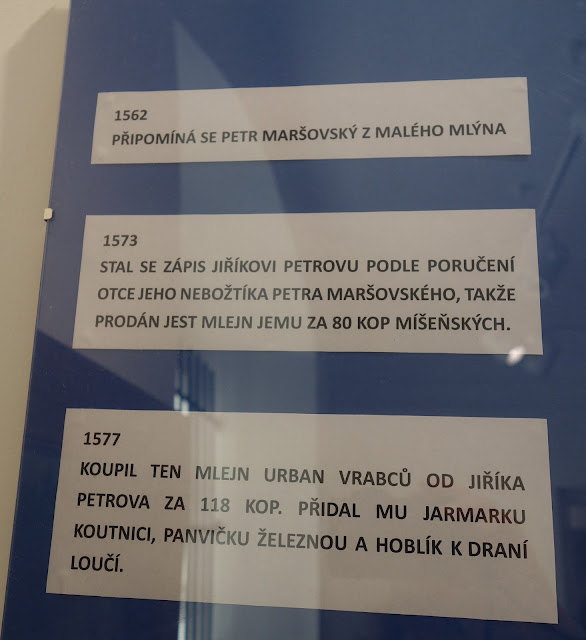 1562
PŘIPOMÍNÁ SE PETR MARŠOVSKÝ Z MALÉHO MLÝNA
1573
STAL SE ZÁPIS JIŘÍKOVI PETROVU PODLE PORUČENÍ
OTCE JEHO NEBOŽTÍKA PETRA MARŠOVSKÉHO, TAKŽE
PRODÁN JEST MLEJN JEMU ZA 80 KOP MÍŠEŇSKÝCH.
1577
KOUPIL TEN MLEJN URBAN VRABCŮ OD JIŘÍKA
PETROVA ZA 118 KOP. PŘIDAL MU JARMARKU
KOUTNICI, PANVIČKU ŽELEZNOU A HOBLÍK K DRANÍ
LOUČÍ.